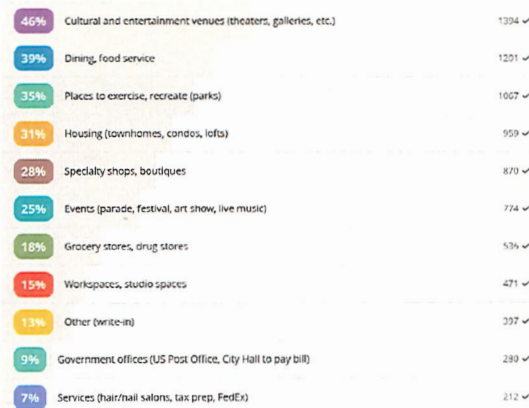 46% Cultural and entertainment venues (theaters, galleries, etc.) 1394 ✓
39% Dining, food service 1201 ✓
35% Places to exercise, recreate (parks) 1067 ✓
31% Housing (townhomes, condos, lofts) 959 ✓
28% Specialty shops, boutiques 870 ✓
25% Events (parade, festival, art show, live music) 774 ✓
18% Grocery stores, drug stores 536 ✓
15% Workspaces, studio spaces 471 ✓
13% Other (write-in) 397 ✓
9% Government offices (US Post Office, City Hall to pay bill) 280 ✓
7% Services (hair/nail salons, tax prep, FedEx) 212 ✓